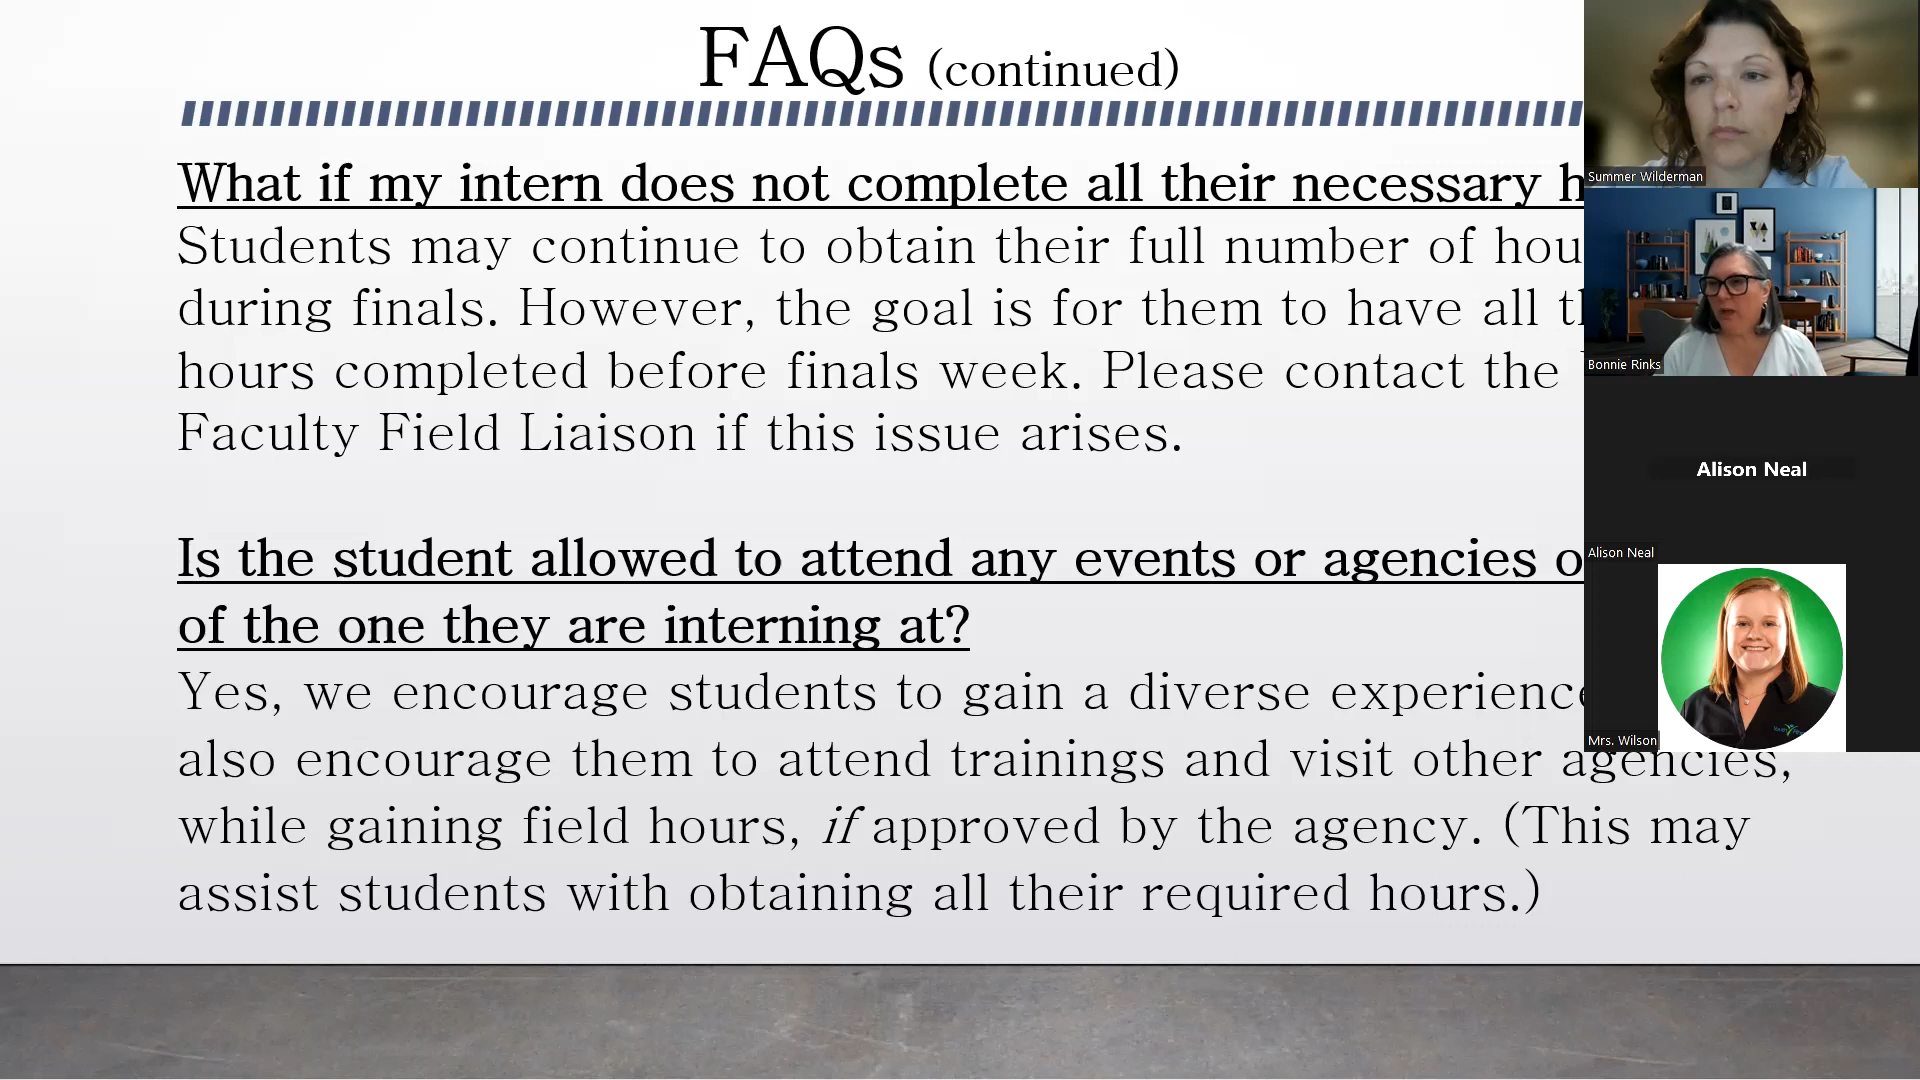 FAQs (continued)
What if my intern does not complete all their necessary
Students may continue to obtain their full number of
during finals. However, the goal is for them to have all
hours completed before finals week. Please contact the
Faculty Field Liaison if this issue arises.
Is the student allowed to attend any events or agencies
of the one they are interning at?
Yes, we encourage students to gain a diverse
also encourage them to attend trainings and visit other agencies,
while gaining field hours, if approved by the agency. (This may
assist students with obtaining all their required hours.)
Summer Wilderman
Bonnie Rinks
Alison Neal
Alison Neal
Mrs. Wilson